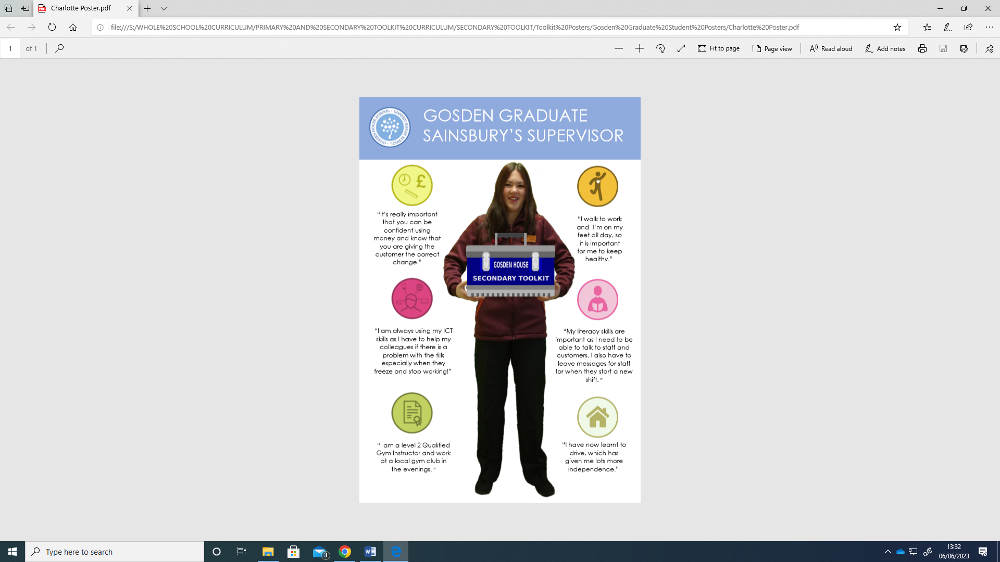 Charlotte Poster.pdf
file:///S:/WHOLE%20SCHOOL%20CURRICULUM/PRIMARY%20AND%20SECONDARY%20TOOLKIT%20CURRICULUM/SECONDARY%20TOOLKIT/Toolkit%20Posters/Gosden%20Graduate%20Student%20Posters/Charlotte%20Poster.pdf
1 of 1
Fit to page
Page view
Read aloud
Add notes
GOSDEN HOUSE SCHOOL • GOSDEN HOUSE SCHOOL •
GOSDEN GRADUATE
SAINSBURY’S SUPERVISOR
£
“It’s really important
that you can be
confident using
money and know that
you are giving the
customer the correct
change.”
“I walk to work
and I’m on my
feet all day, so
it is important
for me to keep
healthy.”
GOSDEN HOUSE
SECONDARY TOOLKIT
“I am always using my ICT
skills as I have to help my
colleagues if there is a
problem with the tills
especially when they
freeze and stop working!”
“My literacy skills are
important as I need to be
able to talk to staff and
customers. I also have to
leave messages for staff
for when they start a new
shift. ”
“I am a level 2 Qualified
Gym Instructor and work
at a local gym club in
the evenings. ”
“I have now learnt to
drive, which has
given me lots more
independence.”
Type here to search
3
13:32
06/06/2023